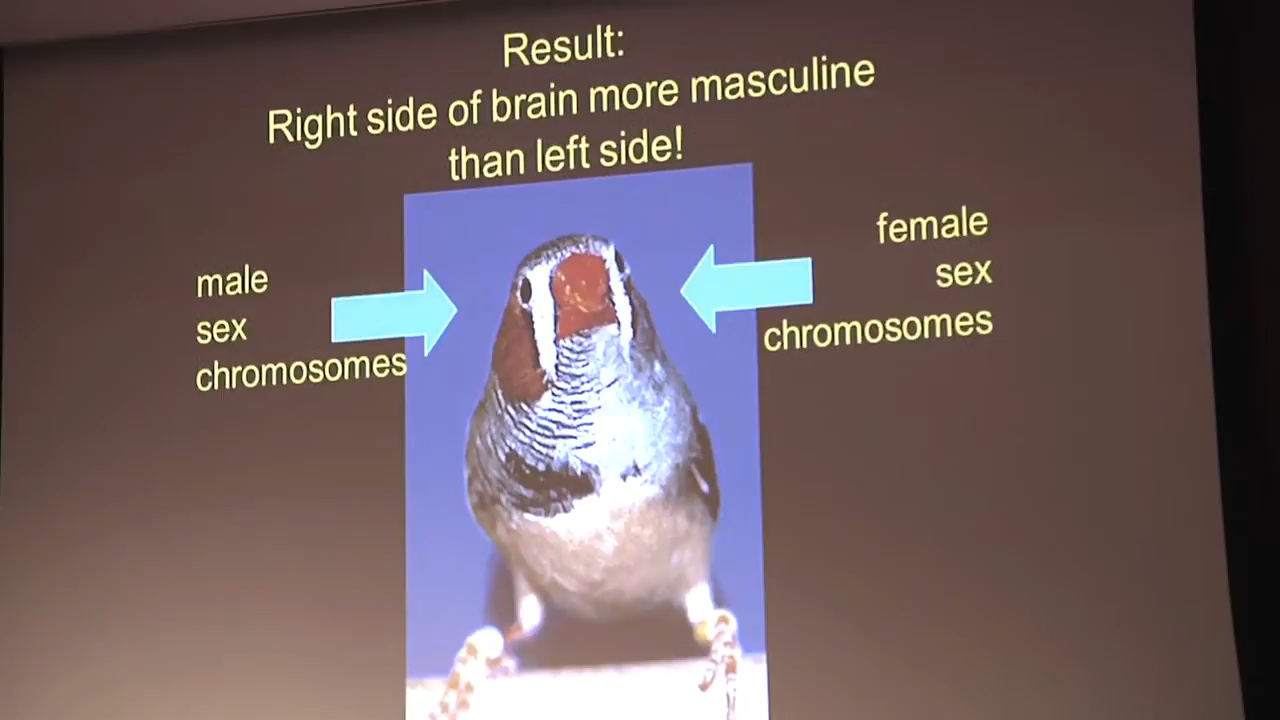 Result:
Right side of brain more masculine
than left side!
male
sex
chromosomes
female
sex
chromosomes